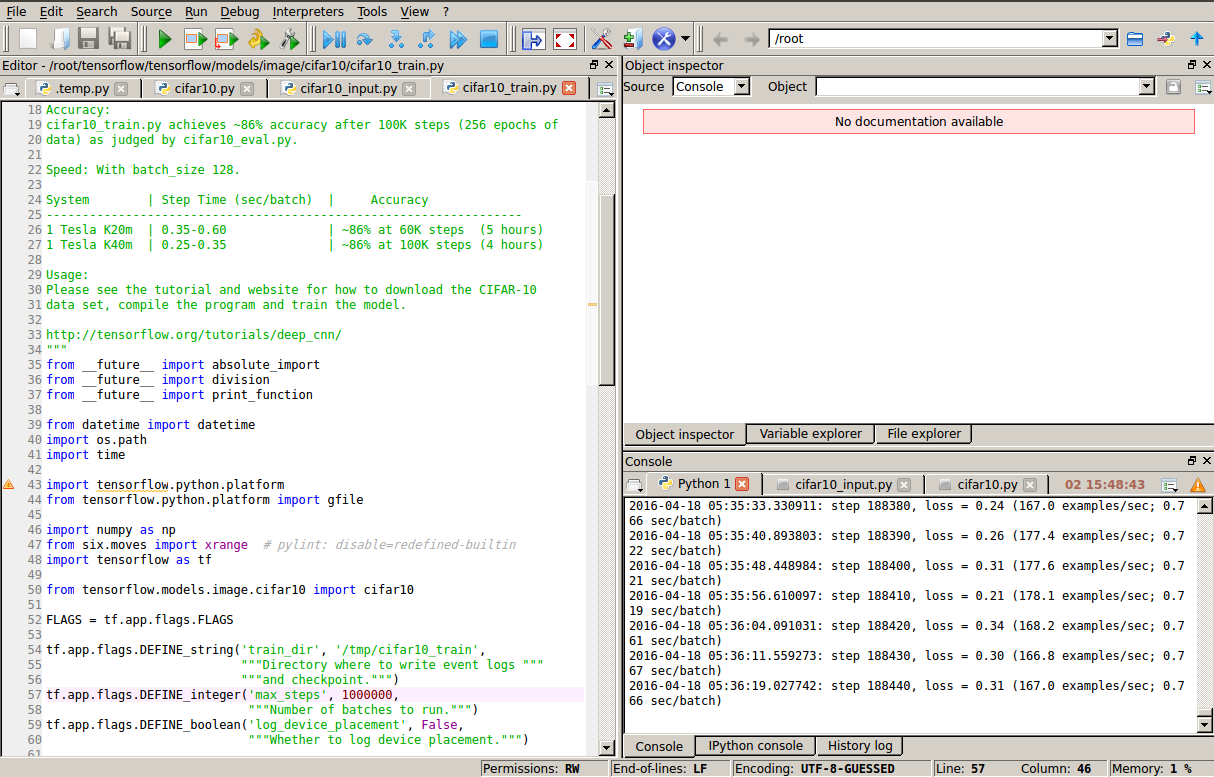 File Edit Search Source Run Debug Interpreters Tools View ?
/root
Editor - /root/tensorflow/tensorflow/models/image/cifar10/cifar10_train.py
.temp.py cifar10.py cifar10_input.py cifar10_train.py
18 Accuracy:
19 cifar10_train.py achieves ~86% accuracy after 100K steps (256 epochs of
20 data) as judged by cifar10_eval.py.
21
22 Speed: With batch_size 128.
23
24 System | Step Time (sec/batch) | Accuracy
25 ------------------------------------------------------------------
26 1 Tesla K20m | 0.35-0.60 | ~86% at 60K steps (5 hours)
27 1 Tesla K40m | 0.25-0.35 | ~86% at 100K steps (4 hours)
28
29 Usage:
30 Please see the tutorial and website for how to download the CIFAR-10
31 data set, compile the program and train the model.
32
33 http://tensorflow.org/tutorials/deep_cnn/
34 """
35 from __future__ import absolute_import
36 from __future__ import division
37 from __future__ import print_function
38
39 from datetime import datetime
40 import os.path
41 import time
42
43 import tensorflow.python.platform
44 from tensorflow.python.platform import gfile
45
46 import numpy as np
47 from six.moves import xrange # pylint: disable=redefined-builtin
48 import tensorflow as tf
49
50 from tensorflow.models.image.cifar10 import cifar10
51
52 FLAGS = tf.app.flags.FLAGS
53
54 tf.app.flags.DEFINE_string('train_dir', '/tmp/cifar10_train',
55 """Directory where to write event logs """
56 """and checkpoint.""")
57 tf.app.flags.DEFINE_integer('max_steps', 1000000,
58 """Number of batches to run.""")
59 tf.app.flags.DEFINE_boolean('log_device_placement', False,
60 """Whether to log device placement.""")
61
Object inspector
Source Console Object
No documentation available
Object inspector Variable explorer File explorer
Console
Python 1 cifar10_input.py cifar10.py 02 15:48:43
2016-04-18 05:35:33.330911: step 188380, loss = 0.24 (167.0 examples/sec; 0.7
66 sec/batch)
2016-04-18 05:35:40.893803: step 188390, loss = 0.26 (177.4 examples/sec; 0.7
22 sec/batch)
2016-04-18 05:35:48.448984: step 188400, loss = 0.31 (177.6 examples/sec; 0.7
21 sec/batch)
2016-04-18 05:35:56.610097: step 188410, loss = 0.21 (178.1 examples/sec; 0.7
19 sec/batch)
2016-04-18 05:36:04.091031: step 188420, loss = 0.34 (168.2 examples/sec; 0.7
61 sec/batch)
2016-04-18 05:36:11.559273: step 188430, loss = 0.30 (166.8 examples/sec; 0.7
67 sec/batch)
2016-04-18 05:36:19.027742: step 188440, loss = 0.31 (167.0 examples/sec; 0.7
66 sec/batch)
Console IPython console History log
Permissions: RW End-of-lines: LF Encoding: UTF-8-GUESSED Line: 57 Column: 46 Memory: 1 %